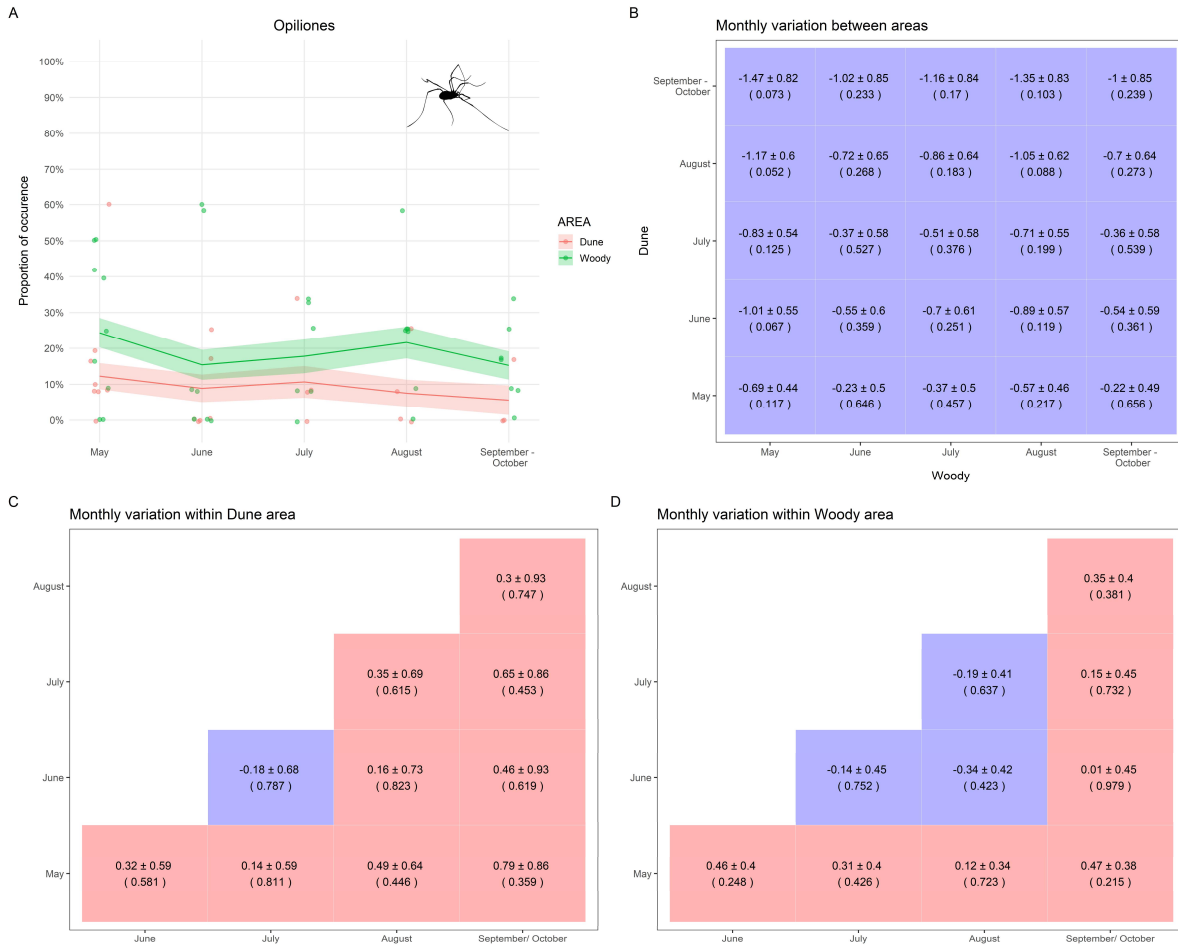 A
Opiliones
100%
90%
80%
70%
60%
50%
40%
30%
20%
10%
0%
Proportion of occurence
May
June
July
August
September -
October
AREA
Dune
Woody
B
Monthly variation between areas
September -
October
-1.47 ± 0.82
( 0.073 )
-1.02 ± 0.85
( 0.233 )
-1.16 ± 0.84
( 0.17 )
-1.35 ± 0.83
( 0.103 )
-1 ± 0.85
( 0.239 )
August
-1.17 ± 0.6
( 0.052 )
-0.72 ± 0.65
( 0.268 )
-0.86 ± 0.64
( 0.183 )
-1.05 ± 0.62
( 0.088 )
-0.7 ± 0.64
( 0.273 )
July
-0.83 ± 0.54
( 0.125 )
-0.37 ± 0.58
( 0.527 )
-0.51 ± 0.58
( 0.376 )
-0.71 ± 0.55
( 0.199 )
-0.36 ± 0.58
( 0.539 )
June
-1.01 ± 0.55
( 0.067 )
-0.55 ± 0.6
( 0.359 )
-0.7 ± 0.61
( 0.251 )
-0.89 ± 0.57
( 0.119 )
-0.54 ± 0.59
( 0.361 )
May
-0.69 ± 0.44
( 0.117 )
-0.23 ± 0.5
( 0.646 )
-0.37 ± 0.5
( 0.457 )
-0.57 ± 0.46
( 0.217 )
-0.22 ± 0.49
( 0.656 )
Dune
May
June
July
August
September -
October
Woody
C
Monthly variation within Dune area
August
0.3 ± 0.93
( 0.747 )
July
0.35 ± 0.69
( 0.615 )
0.65 ± 0.86
( 0.453 )
June
-0.18 ± 0.68
( 0.787 )
0.16 ± 0.73
( 0.823 )
0.46 ± 0.93
( 0.619 )
May
0.32 ± 0.59
( 0.581 )
0.14 ± 0.59
( 0.811 )
0.49 ± 0.64
( 0.446 )
0.79 ± 0.86
( 0.359 )
June
July
August
September/ October
D
Monthly variation within Woody area
August
0.35 ± 0.4
( 0.381 )
July
-0.19 ± 0.41
( 0.637 )
0.15 ± 0.45
( 0.732 )
June
-0.14 ± 0.45
( 0.752 )
-0.34 ± 0.42
( 0.423 )
0.01 ± 0.45
( 0.979 )
May
0.46 ± 0.4
( 0.248 )
0.31 ± 0.4
( 0.426 )
0.12 ± 0.34
( 0.723 )
0.47 ± 0.38
( 0.215 )
June
July
August
September/ October